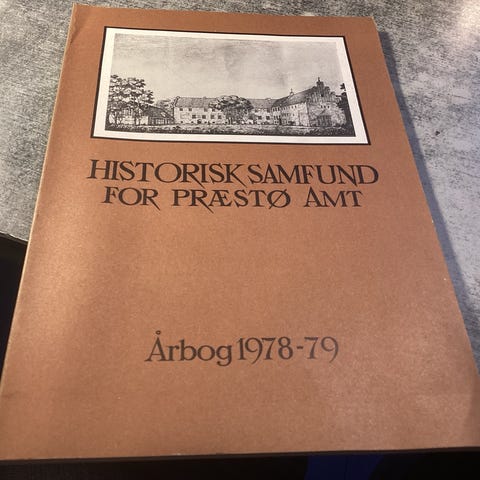 HISTORISK SAMFUND
FOR PRÆSTØ AMT
Årbog 1978-79